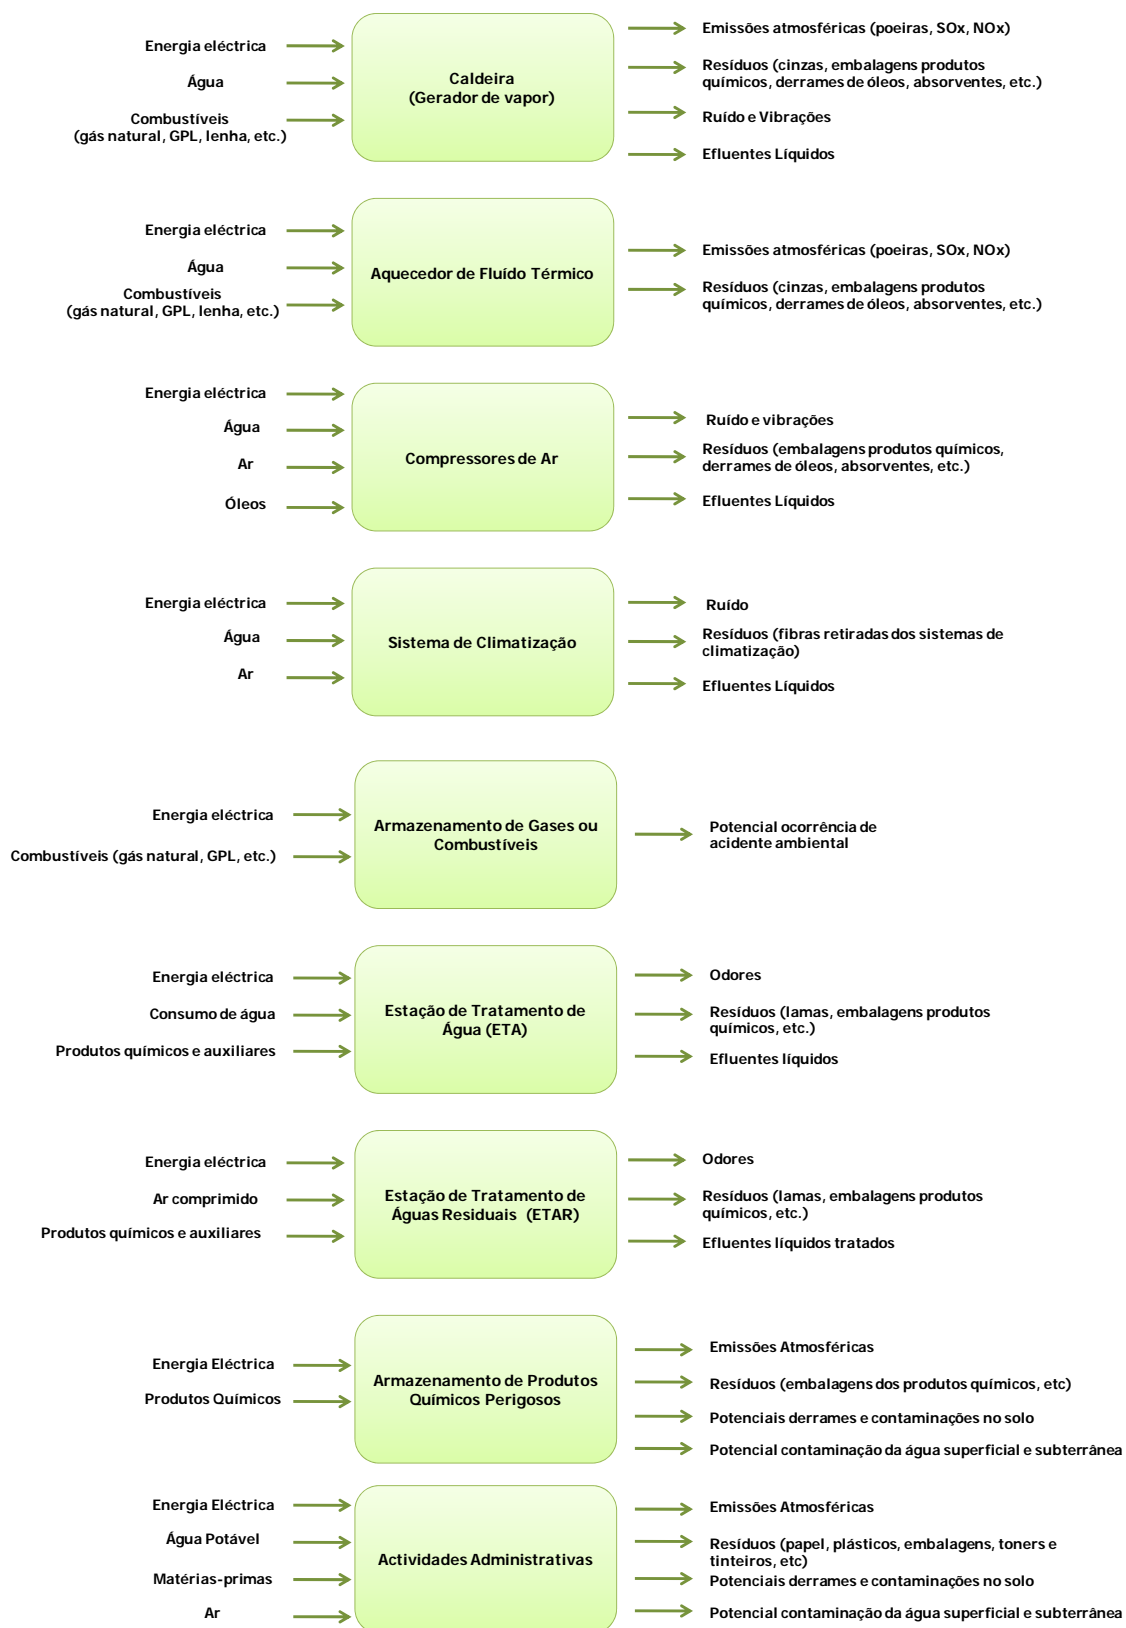 Energia eléctrica
Água
Combustíveis
(gás natural, GPL, lenha, etc.)
Caldeira
(Gerador de vapor)
Emissões atmosféricas (poeiras, SOx, NOx)
Resíduos (cinzas, embalagens produtos
químicos, derrames de óleos, absorventes, etc.)
Ruído e Vibrações
Efluentes Líquidos
Energia eléctrica
Água
Combustíveis
(gás natural, GPL, lenha, etc.)
Aquecedor de Fluído Térmico
Emissões atmosféricas (poeiras, SOx, NOx)
Resíduos (cinzas, embalagens produtos
químicos, derrames de óleos, absorventes, etc.)
Energia eléctrica
Água
Ar
Óleos
Compressores de Ar
Ruído e vibrações
Resíduos (embalagens produtos químicos,
derrames de óleos, absorventes, etc.)
Efluentes Líquidos
Energia eléctrica
Água
Ar
Sistema de Climatização
Ruído
Resíduos (fibras retiradas dos sistemas de
climatização)
Efluentes Líquidos
Energia eléctrica
Combustíveis (gás natural, GPL, etc.)
Armazenamento de Gases ou
Combustíveis
Potencial ocorrência de
acidente ambiental
Energia eléctrica
Consumo de água
Produtos químicos e auxiliares
Estação de Tratamento de
Água (ETA)
Odores
Resíduos (lamas, embalagens produtos
químicos, etc.)
Efluentes líquidos
Energia eléctrica
Ar comprimido
Produtos químicos e auxiliares
Estação de Tratamento de
Águas Residuais (ETAR)
Odores
Resíduos (lamas, embalagens produtos
químicos, etc.)
Efluentes líquidos tratados
Energia Eléctrica
Produtos Químicos
Armazenamento de Produtos
Químicos Perigosos
Emissões Atmosféricas
Resíduos (embalagens dos produtos químicos, etc)
Potenciais derrames e contaminações no solo
Potencial contaminação da água superficial e subterrânea
Energia Eléctrica
Água Potável
Matérias-primas
Ar
Actividades Administrativas
Emissões Atmosféricas
Resíduos (papel, plásticos, embalagens, toners e
tinteiros, etc)
Potenciais derrames e contaminações no solo
Potencial contaminação da água superficial e subterrânea